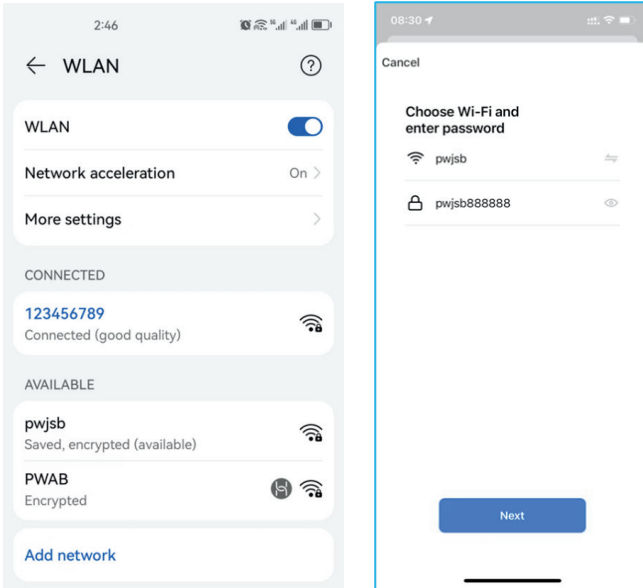 2:46
WLAN
WLAN
Network acceleration On
More settings
CONNECTED
123456789
Connected (good quality)
AVAILABLE
pwjsb
Saved, encrypted (available)
PWAB
Encrypted
Add network
08:30
Cancel
Choose Wi-Fi and
enter password
pwjsb
pwjsb888888
Next